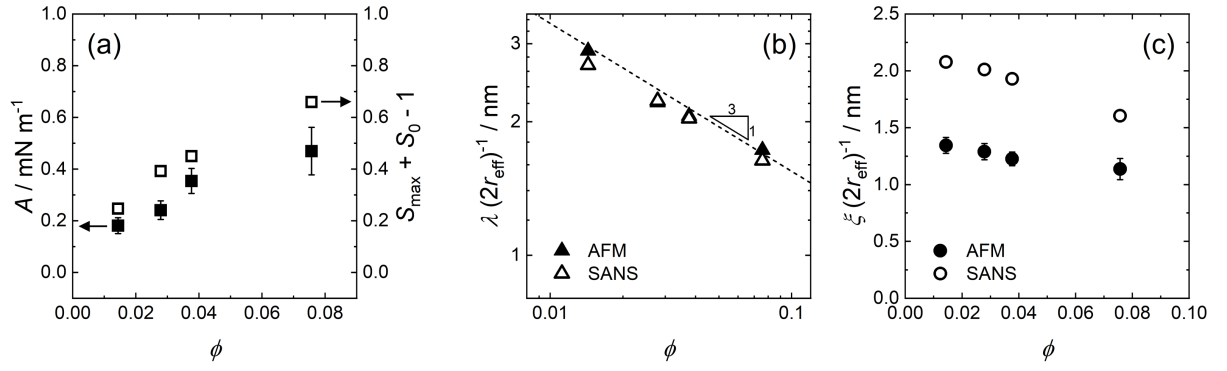 (a)
1.0
0.8
0.6
0.4
0.2
0.0
A / mN m⁻¹
1.0
0.8
0.6
0.4
0.2
0.0
S_max + S_0 - 1
0.00 0.02 0.04 0.06 0.08
ϕ
(b)
3
2
1
λ (2r_eff)⁻¹ / nm
3
1
AFM
SANS
0.01 0.1
ϕ
(c)
2.5
2.0
1.5
1.0
0.5
0.0
ξ (2r_eff)⁻¹ / nm
AFM
SANS
0.00 0.02 0.04 0.06 0.08 0.10
ϕ